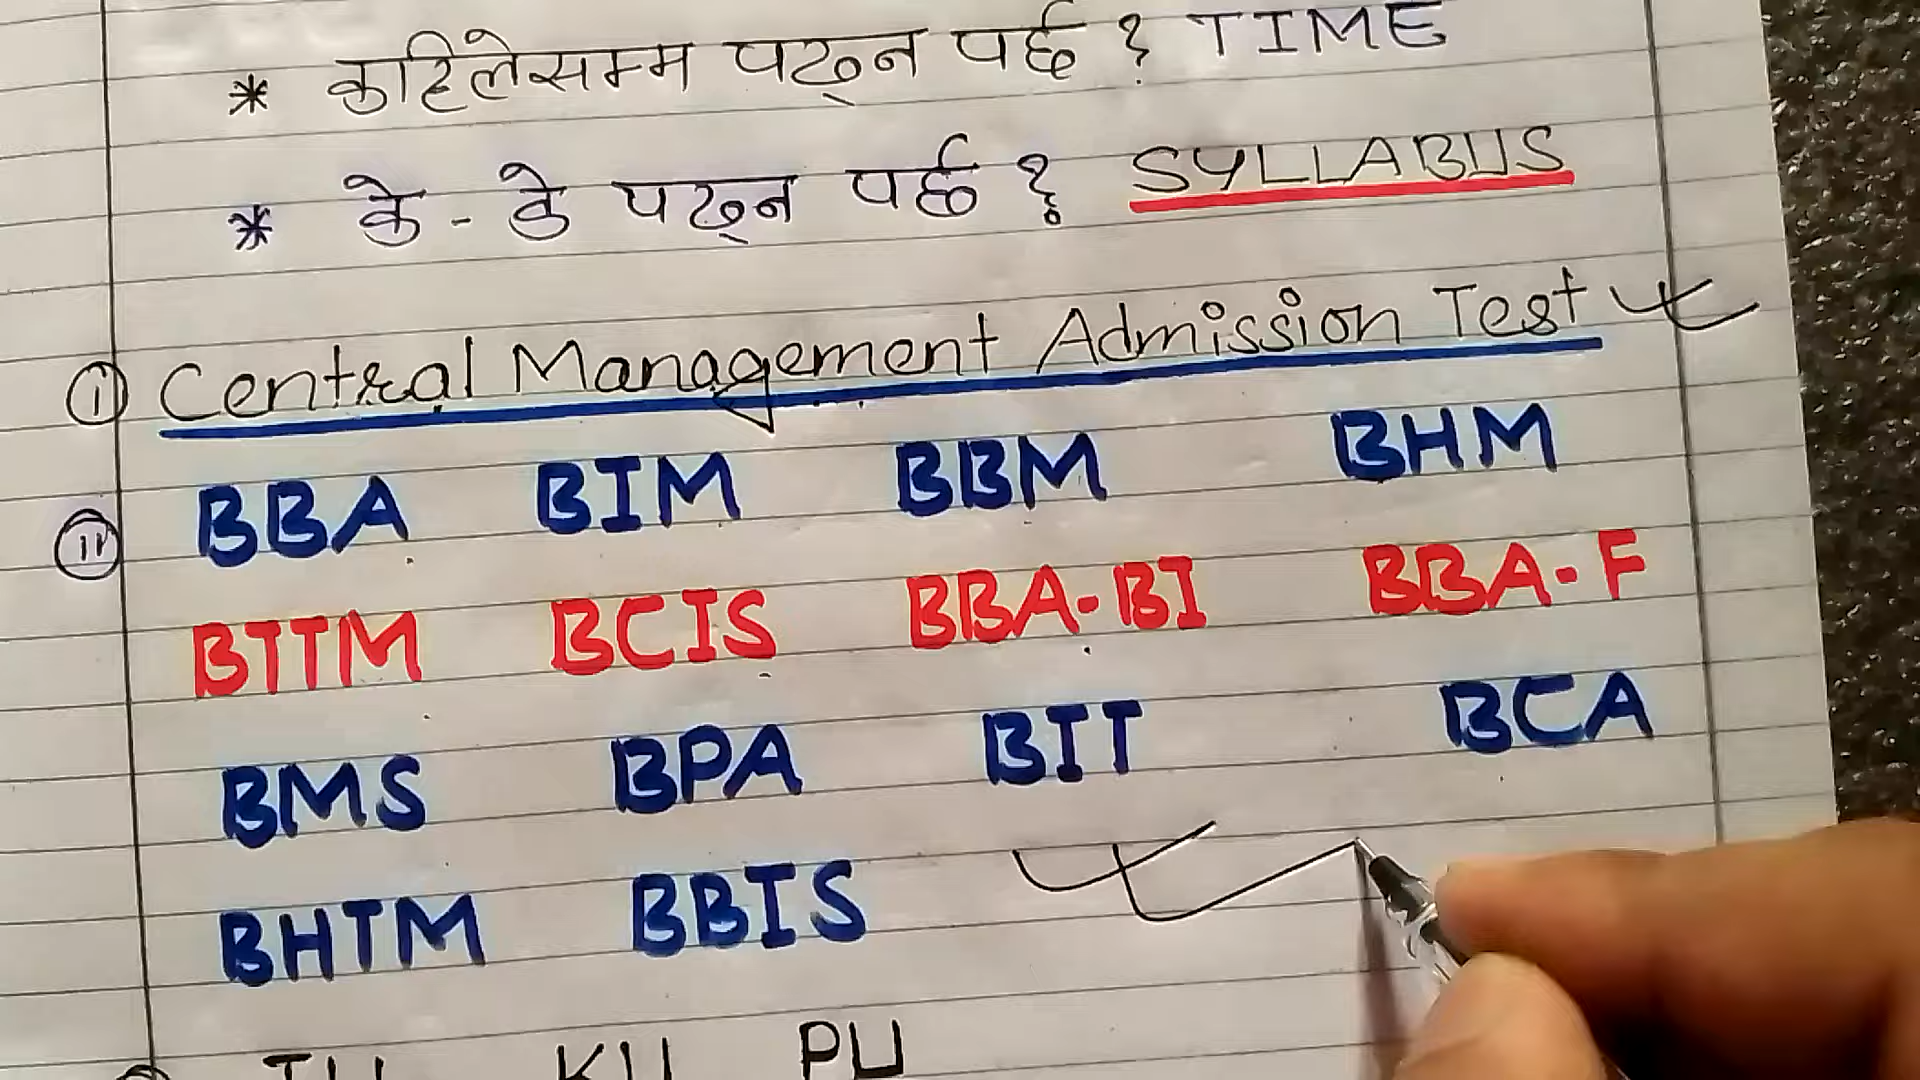 * कहिलेसम्म पढ्न पर्छ ? TIME
* के - के पढ्न पर्छ ? SYLLABUS
(i) Central Management Admission Test
(ii) BBA BIM BBM BHM
BTTM BCIS BBA-BI BBA-F
BMS BPA BIT BCA
BHTM BBIS
TU KU PU